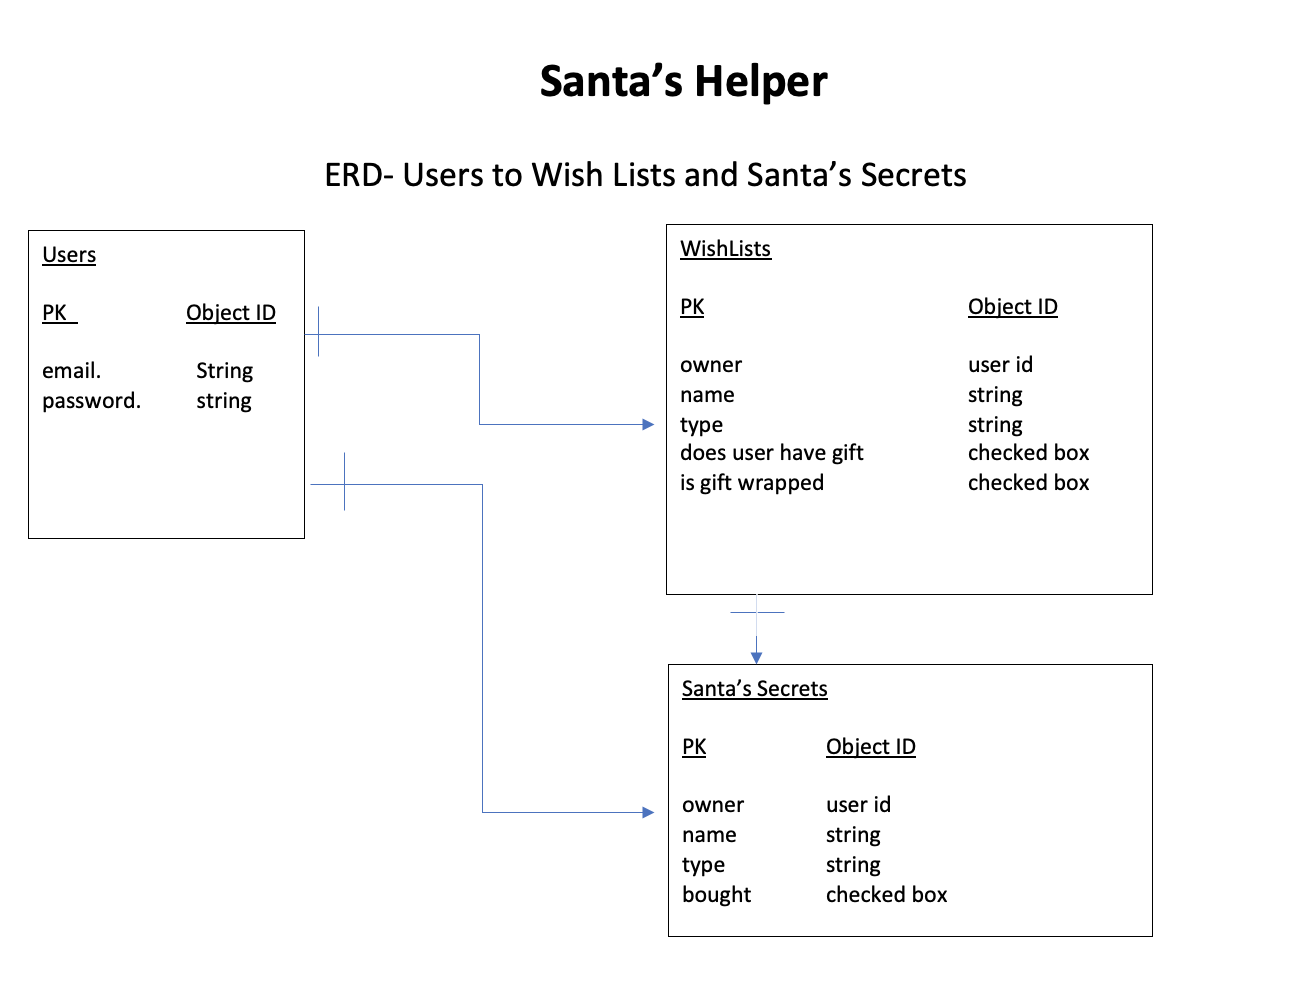 Santa’s Helper
ERD- Users to Wish Lists and Santa’s Secrets
Users
PK Object ID
email. String
password. string
WishLists
PK Object ID
owner user id
name string
type string
does user have gift checked box
is gift wrapped checked box
Santa’s Secrets
PK Object ID
owner user id
name string
type string
bought checked box